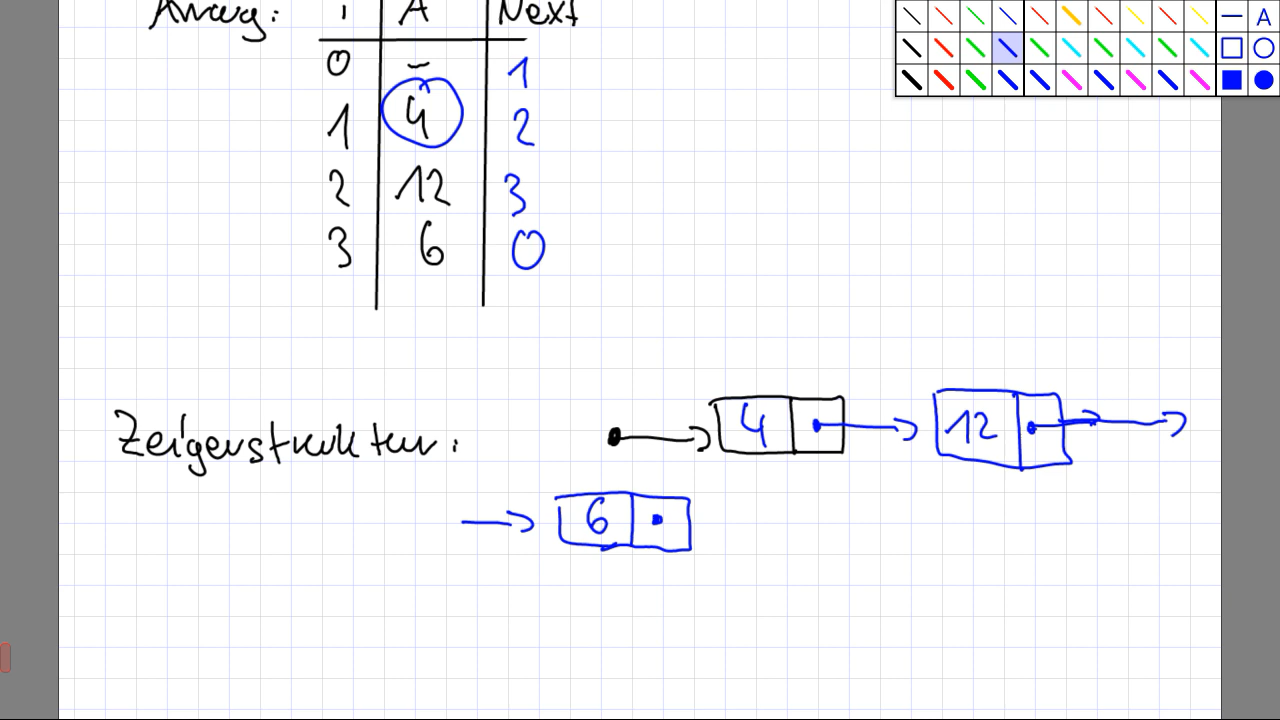 i A Next
0 – 1
1 4 2
2 12 3
3 6 0
Zeigerstruktur: 4 12
6
A